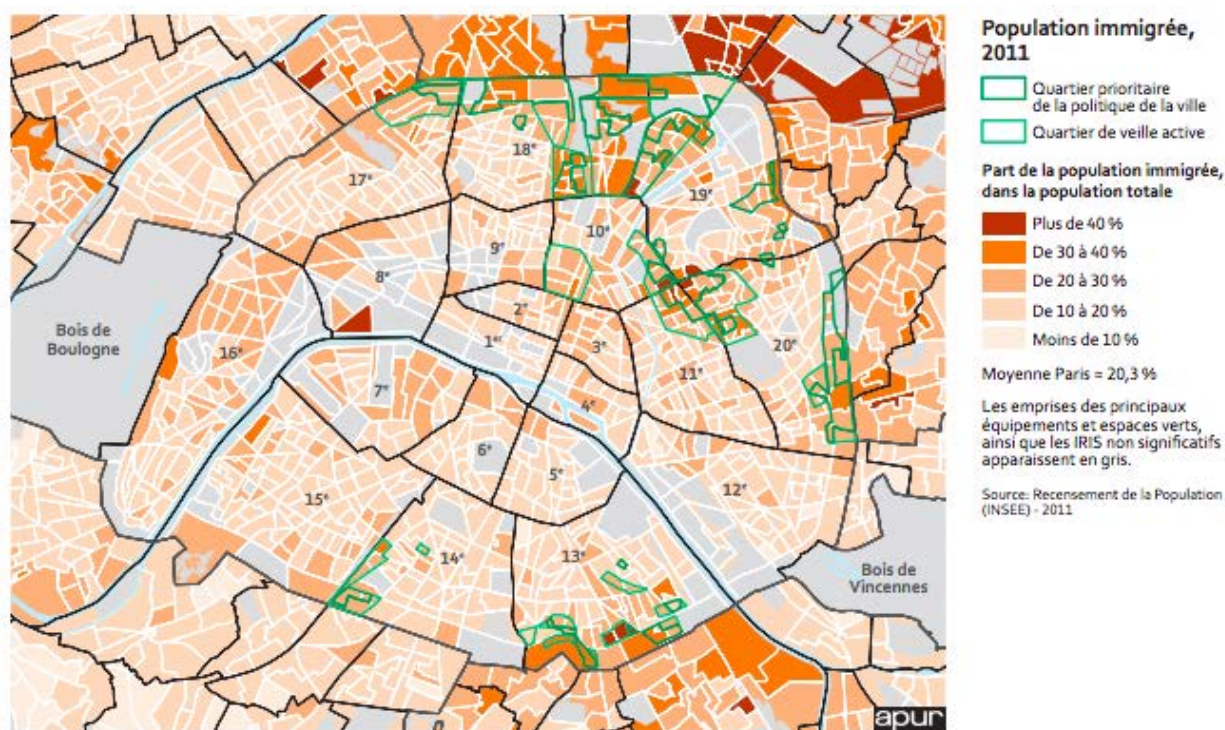 18e
17e
19e
10e
9e
8e
2e
Bois de
Boulogne
1er
3e
16e
20e
11e
7e
4e
6e
5e
12e
15e
14e
13e
Bois de
Vincennes
apur
Population immigrée,
2011
Quartier prioritaire
de la politique de la ville
Quartier de veille active
Part de la population immigrée,
dans la population totale
Plus de 40 %
De 30 à 40 %
De 20 à 30 %
De 10 à 20 %
Moins de 10 %
Moyenne Paris = 20,3 %
Les emprises des principaux
équipements et espaces verts,
ainsi que les IRIS non significatifs
apparaissent en gris.
Source: Recensement de la Population
(INSEE) - 2011